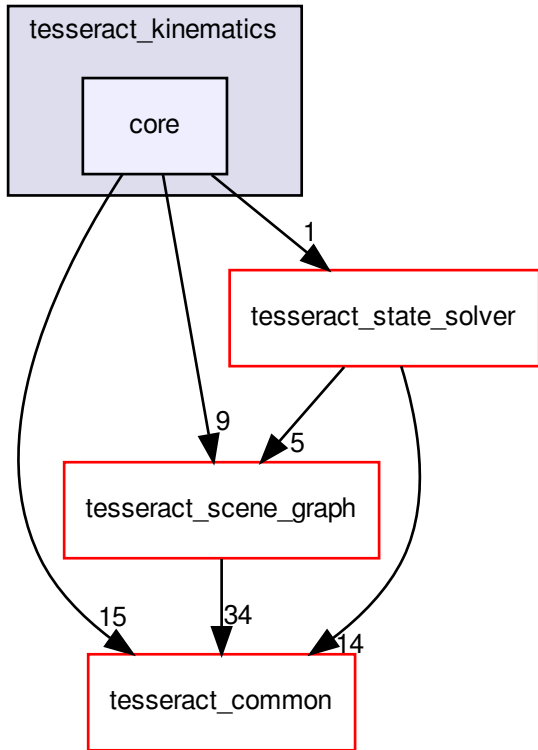 tesseract_kinematics
core
1
tesseract_state_solver
9
5
tesseract_scene_graph
15
34
14
tesseract_common